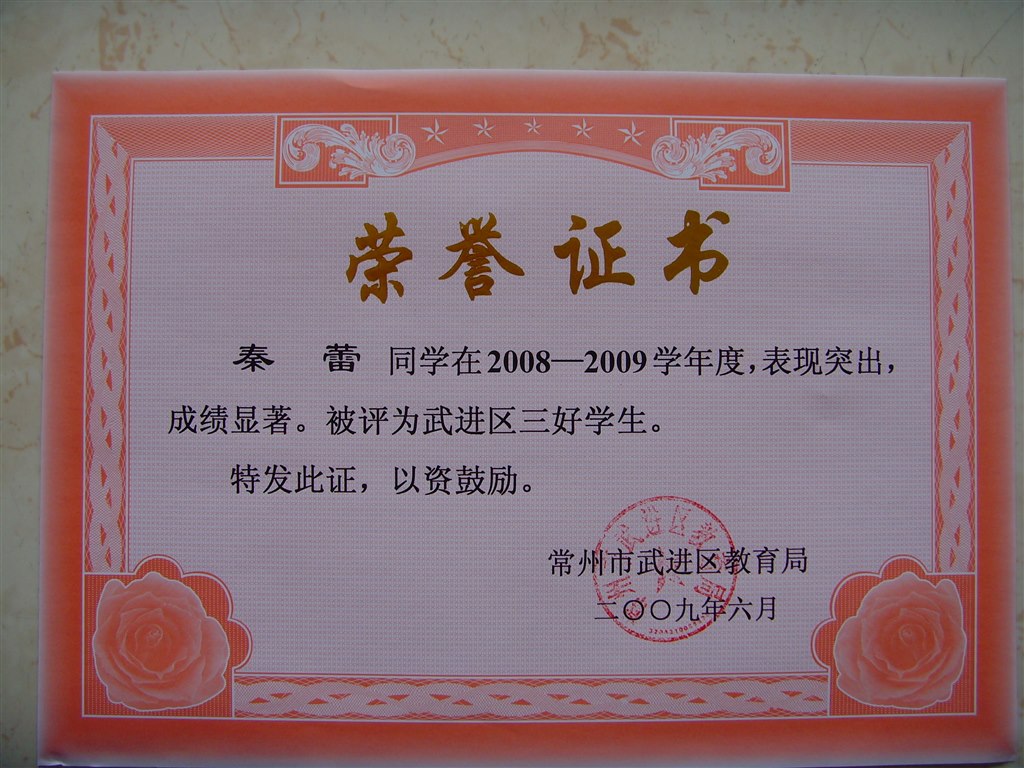 荣誉证书
秦 蕾 同学在2008—2009学年度,表现突出,
成绩显著。被评为武进区三好学生。
特发此证，以资鼓励。
常州市武进区教育局
二〇〇九年六月